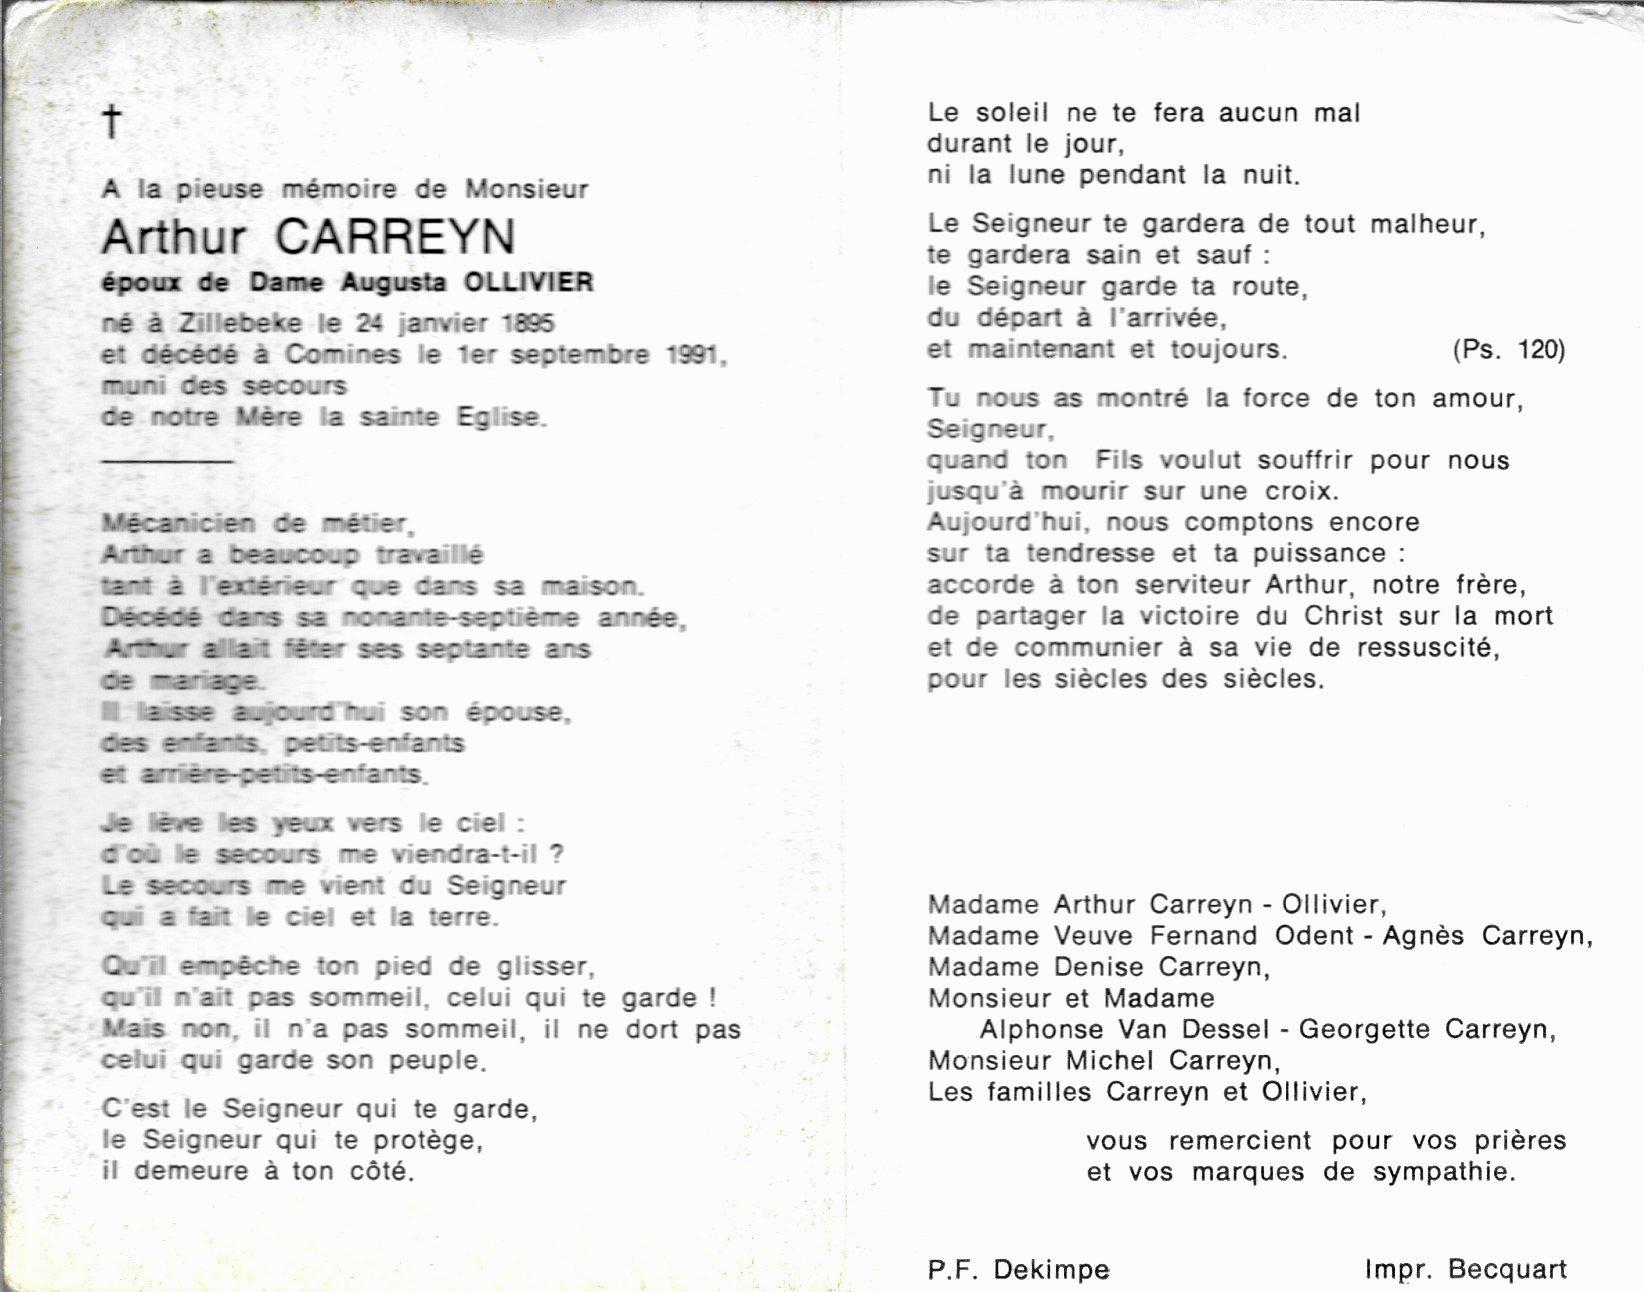 †
A la pieuse mémoire de Monsieur
Arthur CARREYN
époux de Dame Augusta OLLIVIER
né à Zillebeke le 24 janvier 1895
et décédé à Comines le 1er septembre 1991,
muni des secours
de notre Mère la sainte Eglise.
Mécanicien de métier,
Arthur a beaucoup travaillé
tant à l'extérieur que dans sa maison.
Décédé dans sa nonante-septième année,
Arthur allait fêter ses septante ans
de mariage.
Il laisse aujourd'hui son épouse,
des enfants, petits-enfants
et arrière-petits-enfants.
Je lève les yeux vers le ciel :
d'où le secours me viendra-t-il ?
Le secours me vient du Seigneur
qui a fait le ciel et la terre.
Qu'il empêche ton pied de glisser,
qu'il n'ait pas sommeil, celui qui te garde !
Mais non, il n'a pas sommeil, il ne dort pas
celui qui garde son peuple.
C'est le Seigneur qui te garde,
le Seigneur qui te protège,
il demeure à ton côté.
Le soleil ne te fera aucun mal
durant le jour,
ni la lune pendant la nuit.
Le Seigneur te gardera de tout malheur,
te gardera sain et sauf :
le Seigneur garde ta route,
du départ à l'arrivée,
et maintenant et toujours. (Ps. 120)
Tu nous as montré la force de ton amour,
Seigneur,
quand ton Fils voulut souffrir pour nous
jusqu'à mourir sur une croix.
Aujourd'hui, nous comptons encore
sur ta tendresse et ta puissance :
accorde à ton serviteur Arthur, notre frère,
de partager la victoire du Christ sur la mort
et de communier à sa vie de ressuscité,
pour les siècles des siècles.
Madame Arthur Carreyn - Ollivier,
Madame Veuve Fernand Odent - Agnès Carreyn,
Madame Denise Carreyn,
Monsieur et Madame
Alphonse Van Dessel - Georgette Carreyn,
Monsieur Michel Carreyn,
Les familles Carreyn et Ollivier,
vous remercient pour vos prières
et vos marques de sympathie.
P.F. Dekimpe Impr. Becquart